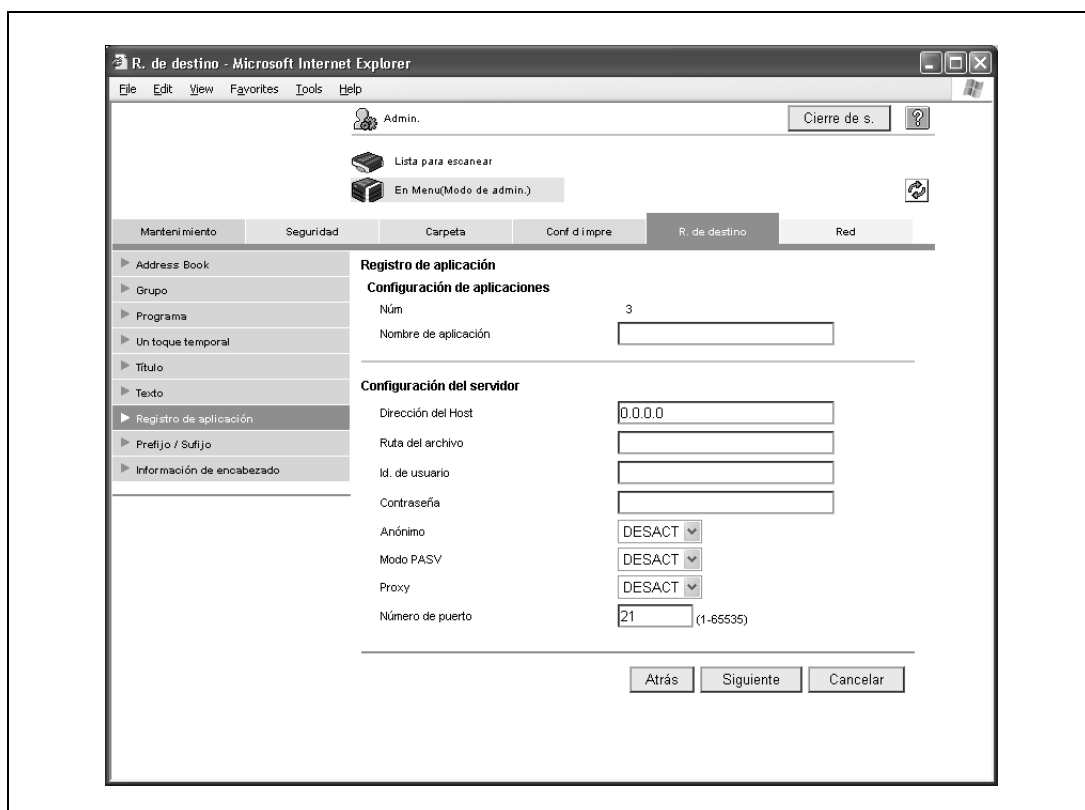 R. de destino - Microsoft Internet Explorer
File Edit View Favorites Tools Help
Admin.
Cierre de s.
?
Lista para escanear
En Menu(Modo de admin.)
Mantenimiento Seguridad Carpeta Conf d impre R. de destino Red
Address Book
Grupo
Programa
Un toque temporal
Título
Texto
Registro de aplicación
Prefijo / Sufijo
Información de encabezado
Registro de aplicación
Configuración de aplicaciones
Núm 3
Nombre de aplicación
Configuración del servidor
Dirección del Host 0.0.0.0
Ruta del archivo
Id. de usuario
Contraseña
Anónimo DESACT
Modo PASV DESACT
Proxy DESACT
Número de puerto 21 (1-65535)
Atrás Siguiente Cancelar